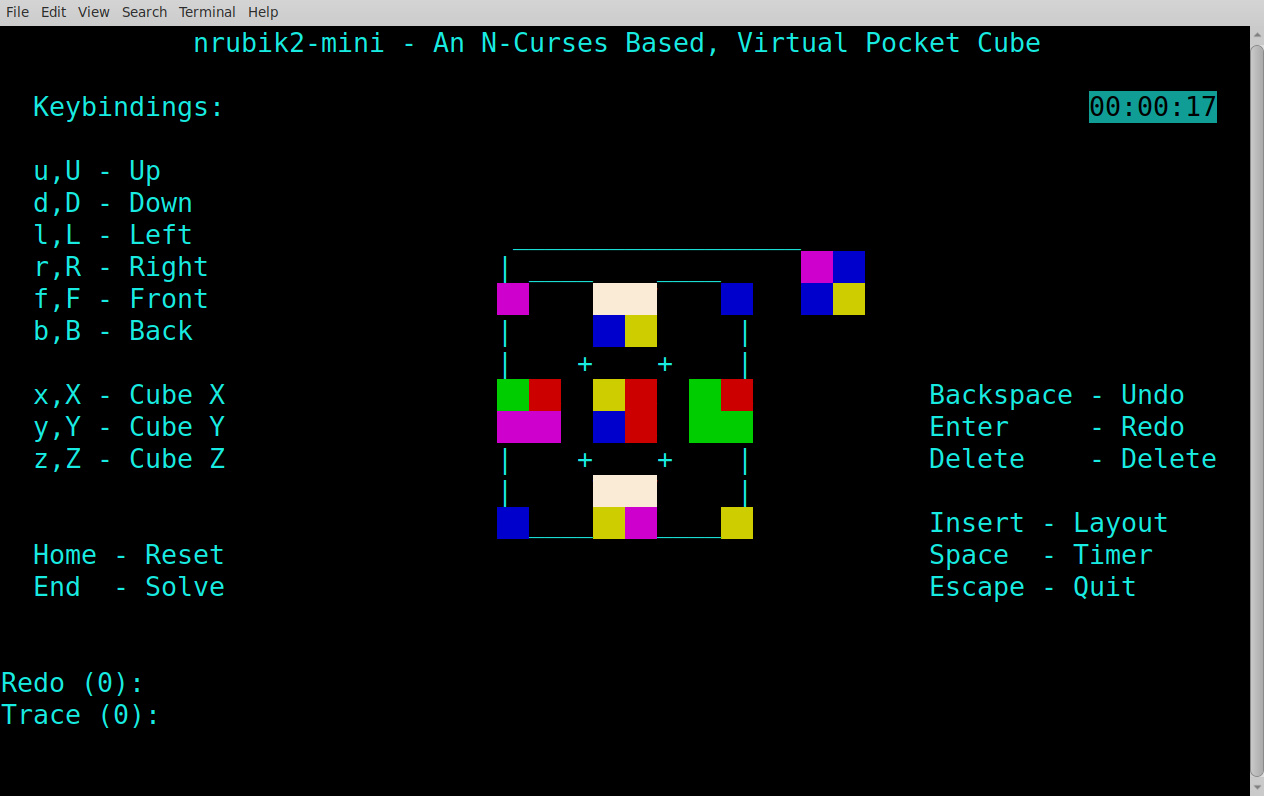 File Edit View Search Terminal Help
nrubik2-mini - An N-Curses Based, Virtual Pocket Cube
Keybindings:
00:00:17
u,U - Up
d,D - Down
l,L - Left
r,R - Right
f,F - Front
b,B - Back
x,X - Cube X
y,Y - Cube Y
z,Z - Cube Z
Home - Reset
End  - Solve
Backspace - Undo
Enter     - Redo
Delete    - Delete
Insert - Layout
Space  - Timer
Escape - Quit
Redo (0):
Trace (0):